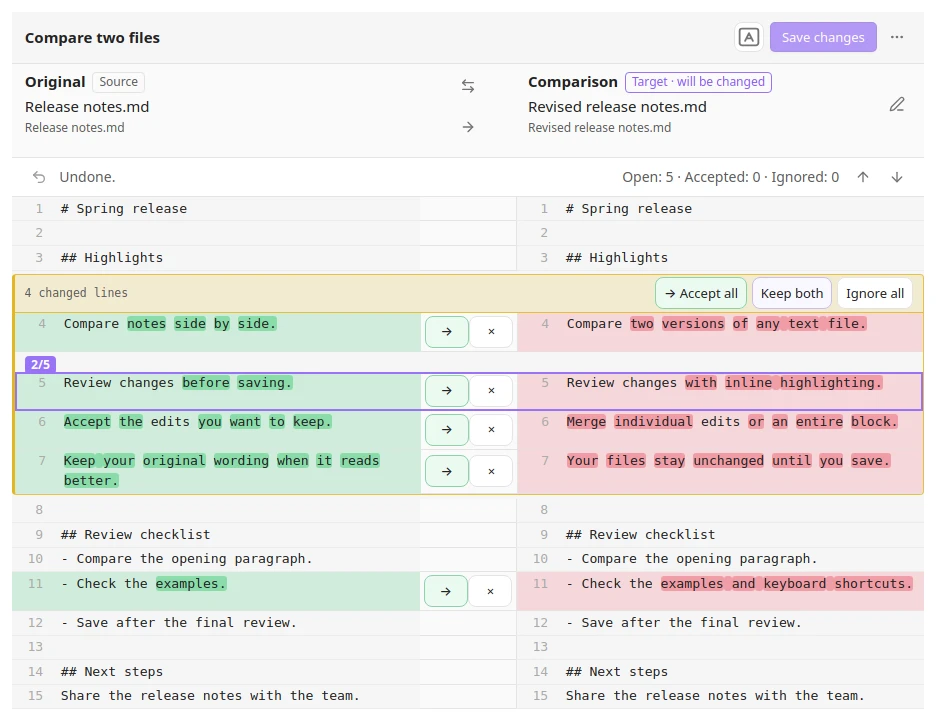 Compare two files
A
Save changes
Original Source
Comparison Target · will be changed
Release notes.md
Revised release notes.md
Release notes.md
Revised release notes.md
Undone.
Open: 5 · Accepted: 0 · Ignored: 0
1 # Spring release
1 # Spring release
2
2
3 ## Highlights
3 ## Highlights
4 changed lines
→ Accept all
Keep both
Ignore all
4 Compare notes side by side.
→ ×
4 Compare two versions of any text file.
2/5
5 Review changes before saving.
→ ×
5 Review changes with inline highlighting.
6 Accept the edits you want to keep.
→ ×
6 Merge individual edits or an entire block.
7 Keep your original wording when it reads
better.
→ ×
7 Your files stay unchanged until you save.
8
8
9 ## Review checklist
9 ## Review checklist
10 - Compare the opening paragraph.
10 - Compare the opening paragraph.
11 - Check the examples.
→ ×
11 - Check the examples and keyboard shortcuts.
12 - Save after the final review.
12 - Save after the final review.
13
13
14 ## Next steps
14 ## Next steps
15 Share the release notes with the team.
15 Share the release notes with the team.